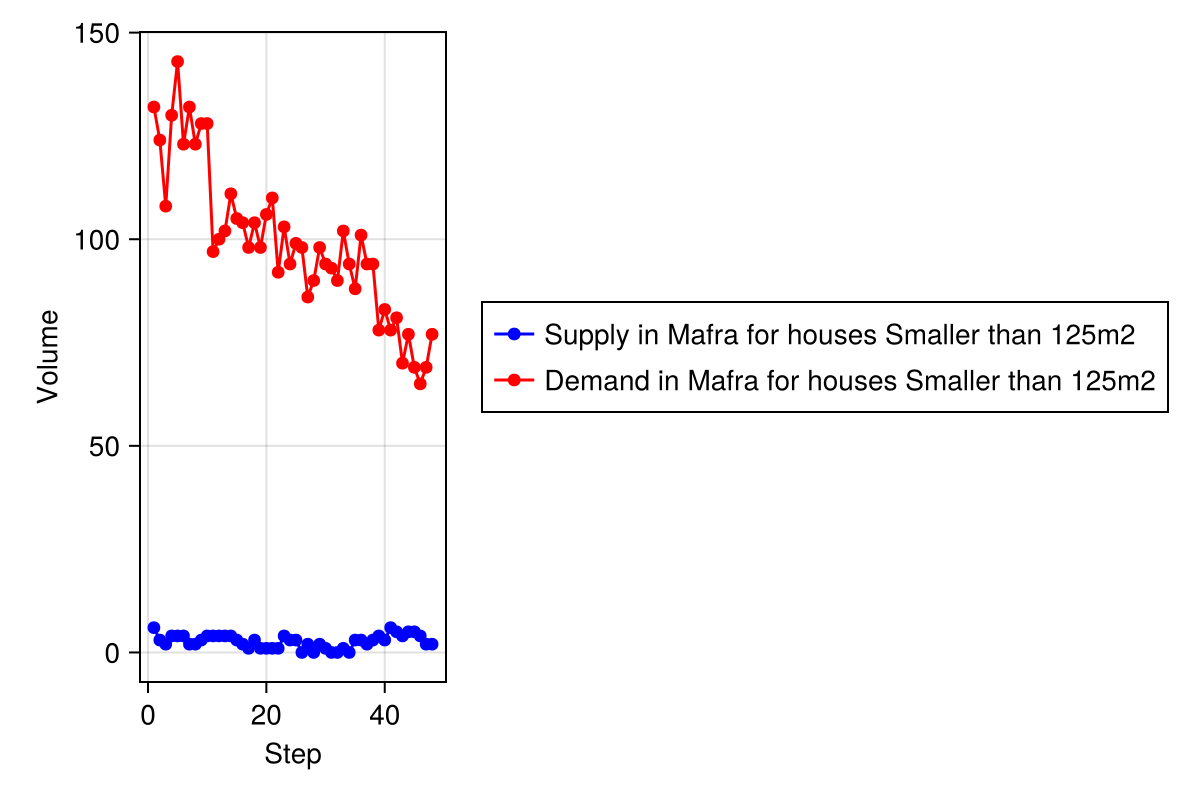 150
100
50
0
Volume
0 20 40
Step
Supply in Mafra for houses Smaller than 125m2
Demand in Mafra for houses Smaller than 125m2